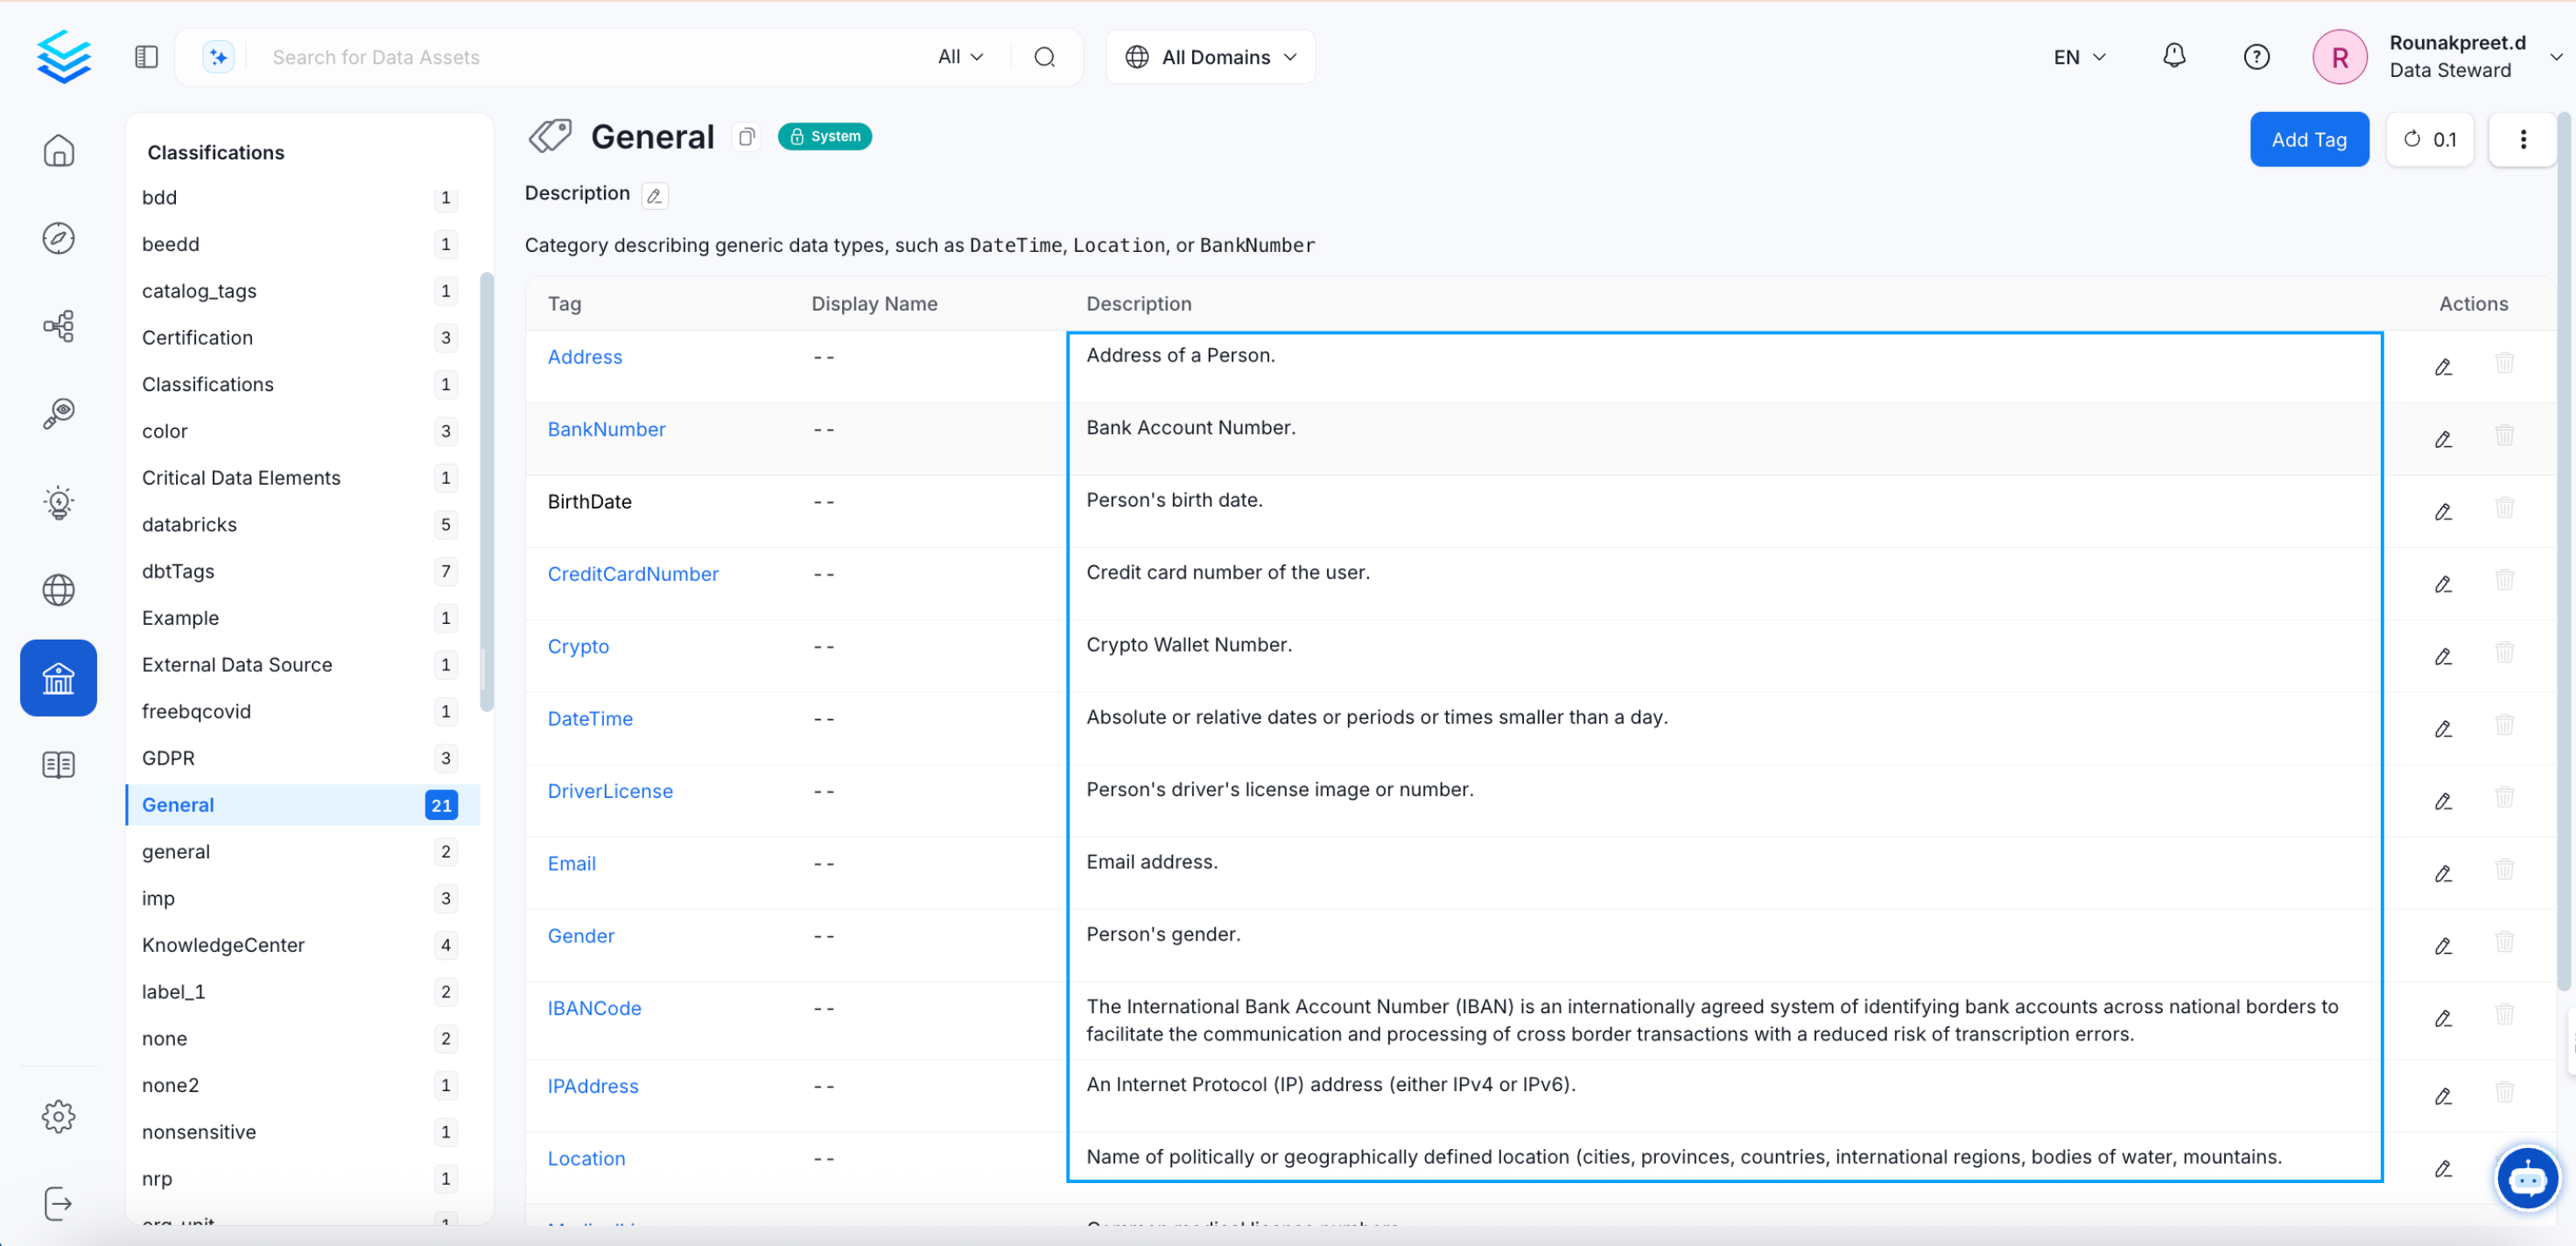 Search for Data Assets
All
All Domains
EN
R
Rounakpreet.d
Data Steward
Classifications
bdd 1
beedd 1
catalog_tags 1
Certification 3
Classifications 1
color 3
Critical Data Elements 1
databricks 5
dbtTags 7
Example 1
External Data Source 1
freebqcovid 1
GDPR 3
General 21
general 2
imp 3
KnowledgeCenter 4
label_1 2
none 2
none2 1
nonsensitive 1
nrp 1
General
System
Add Tag
0.1
Description
Category describing generic data types, such as DateTime, Location, or BankNumber
Tag Display Name Description Actions
Address -- Address of a Person.
BankNumber -- Bank Account Number.
BirthDate -- Person's birth date.
CreditCardNumber -- Credit card number of the user.
Crypto -- Crypto Wallet Number.
DateTime -- Absolute or relative dates or periods or times smaller than a day.
DriverLicense -- Person's driver's license image or number.
Email -- Email address.
Gender -- Person's gender.
IBANCode -- The International Bank Account Number (IBAN) is an internationally agreed system of identifying bank accounts across national borders to
facilitate the communication and processing of cross border transactions with a reduced risk of transcription errors.
IPAddress -- An Internet Protocol (IP) address (either IPv4 or IPv6).
Location -- Name of politically or geographically defined location (cities, provinces, countries, international regions, bodies of water, mountains.